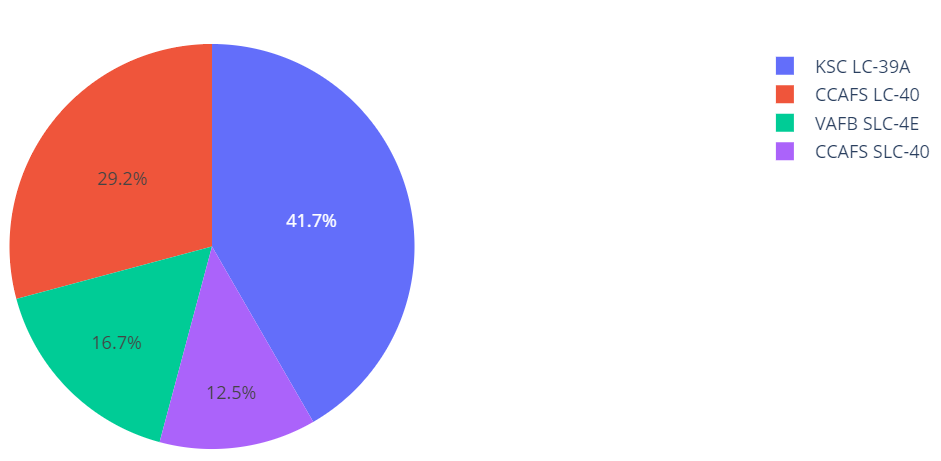 KSC LC-39A
CCAFS LC-40
VAFB SLC-4E
CCAFS SLC-40
29.2%
41.7%
16.7%
12.5%